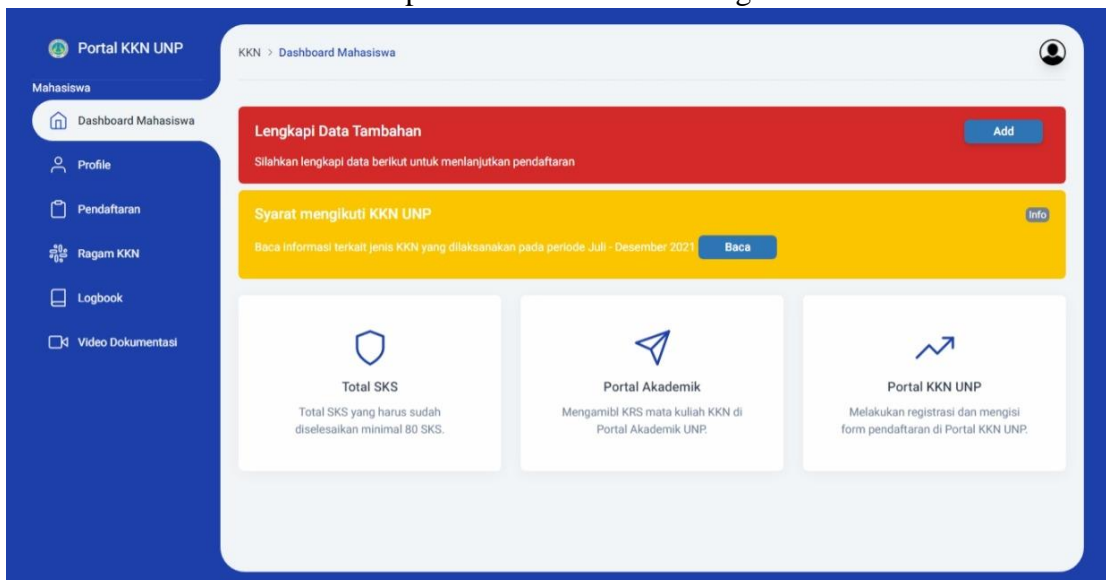 Portal KKN UNP
Mahasiswa
Dashboard Mahasiswa
Profile
Pendaftaran
Ragam KKN
Logbook
Video Dokumentasi
KKN > Dashboard Mahasiswa
Lengkapi Data Tambahan
Add
Silahkan lengkapi data berikut untuk menlanjutkan pendaftaran
Syarat mengikuti KKN UNP
Info
Baca informasi terkait jenis KKN yang dilaksanakan pada periode Juli - Desember 2021 Baca
Total SKS
Total SKS yang harus sudah
diselesaikan minimal 80 SKS.
Portal Akademik
Mengamibl KRS mata kuliah KKN di
Portal Akademik UNP.
Portal KKN UNP
Melakukan registrasi dan mengisi
form pendaftaran di Portal KKN UNP.